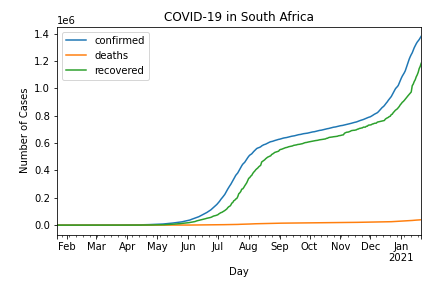 COVID-19 in South Africa
1e6
1.4
1.2
1.0
0.8
0.6
0.4
0.2
0.0
Number of Cases
confirmed
deaths
recovered
Feb Mar Apr May Jun Jul Aug Sep Oct Nov Dec Jan
2021
Day